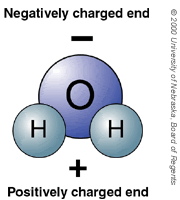 Negatively charged end
−
O
H H
+
Positively charged end
© 2000 University of Nebraska, Board of Regents